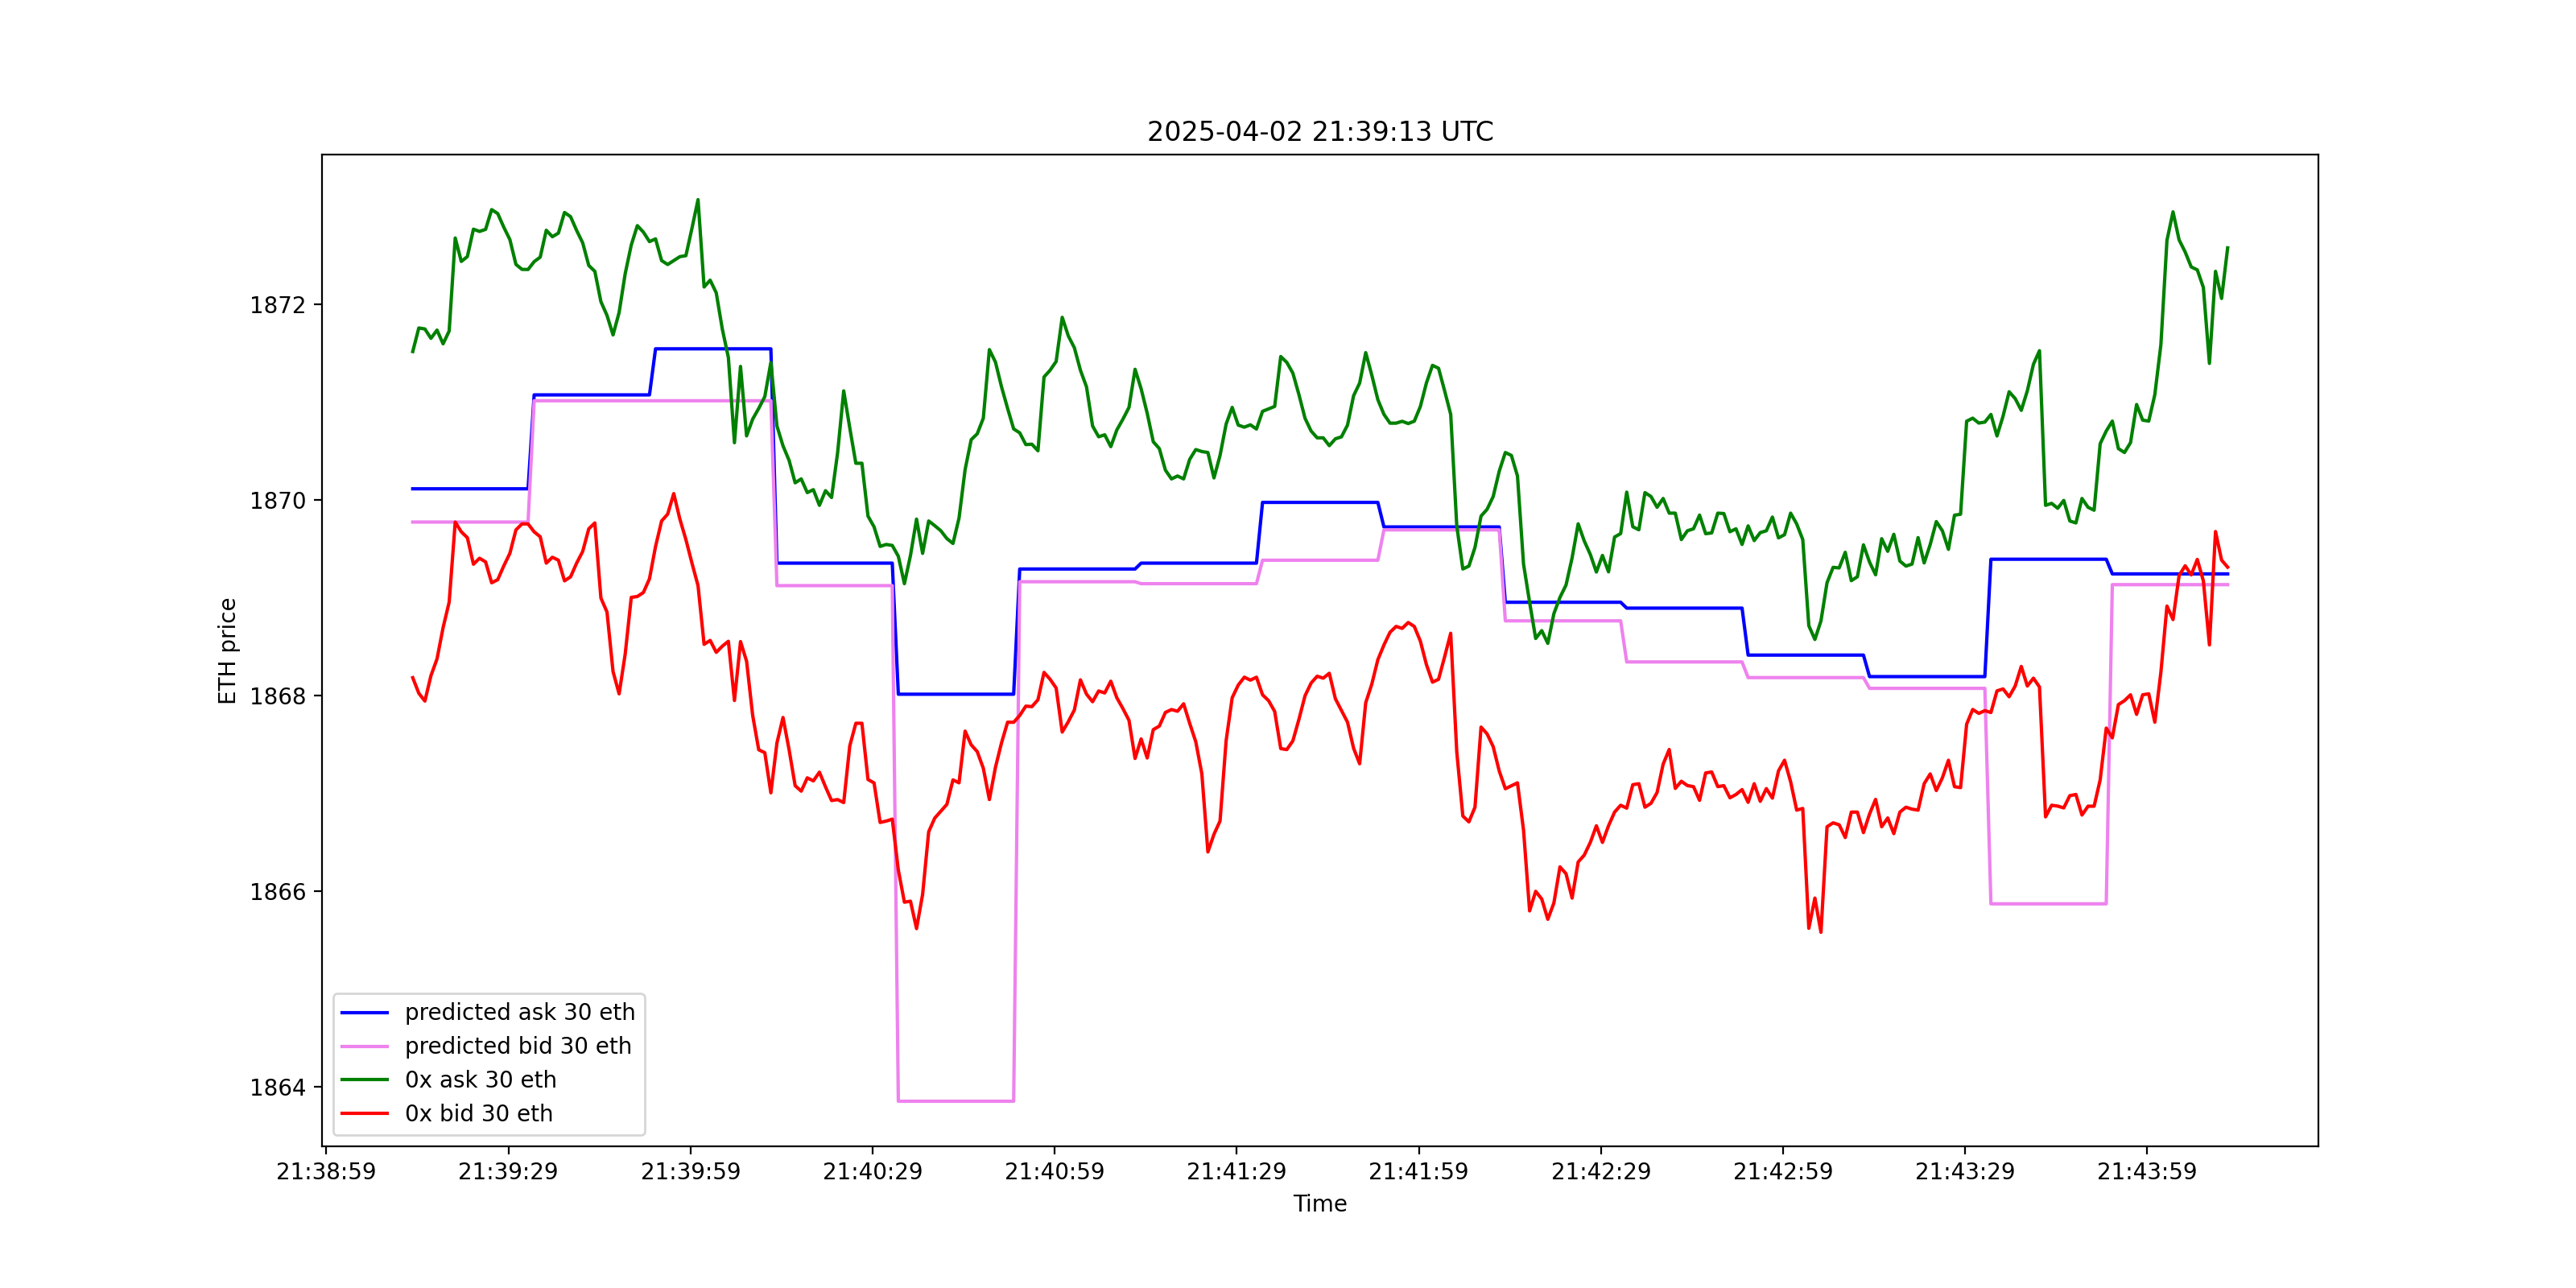 2025-04-02 21:39:13 UTC
ETH price
1872
1870
1868
1866
1864
predicted ask 30 eth
predicted bid 30 eth
0x ask 30 eth
0x bid 30 eth
21:38:59 21:39:29 21:39:59 21:40:29 21:40:59 21:41:29 21:41:59 21:42:29 21:42:59 21:43:29 21:43:59
Time